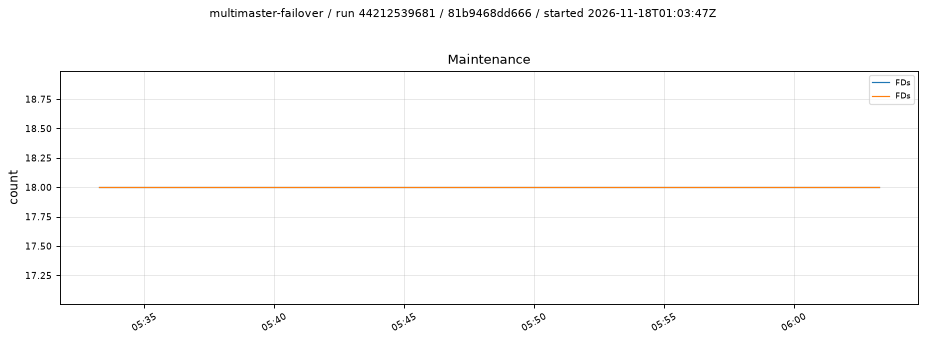 multimaster-failover / run 44212539681 / 81b9468dd666 / started 2026-11-18T01:03:47Z
Maintenance
FDs
FDs
count
18.75
18.50
18.25
18.00
17.75
17.50
17.25
05:35
05:40
05:45
05:50
05:55
06:00